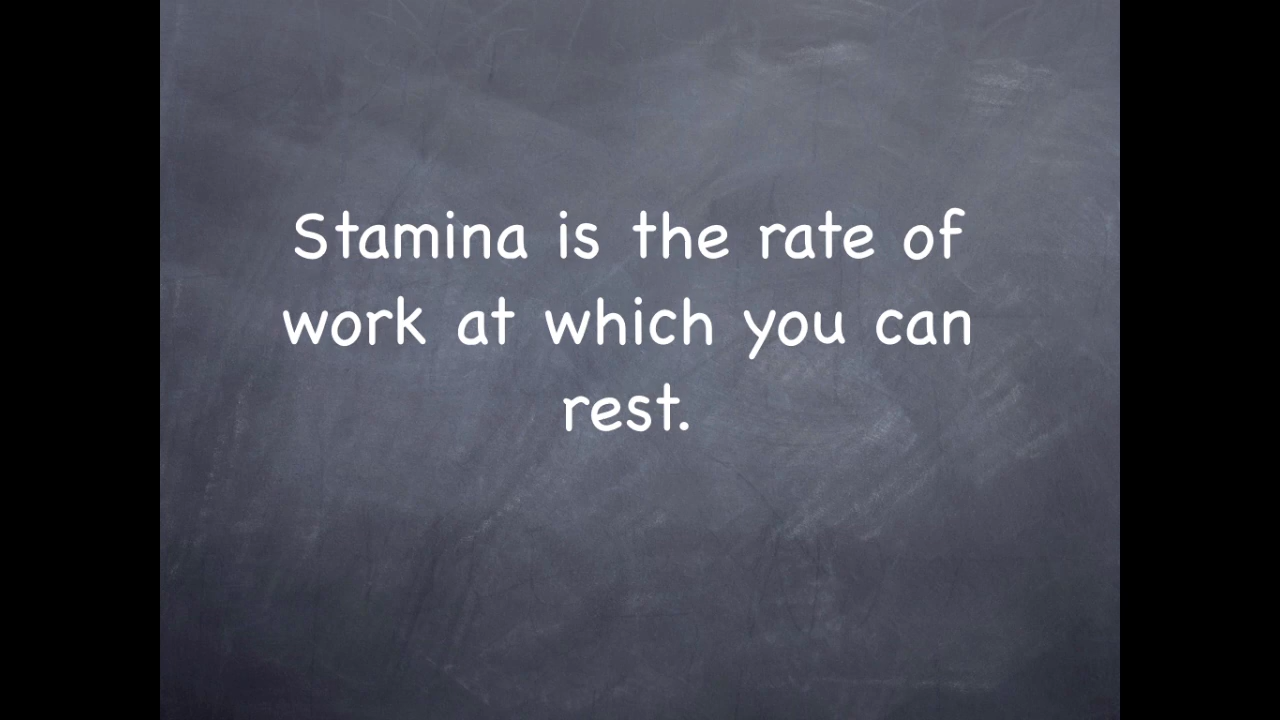 Stamina is the rate of
work at which you can
rest.